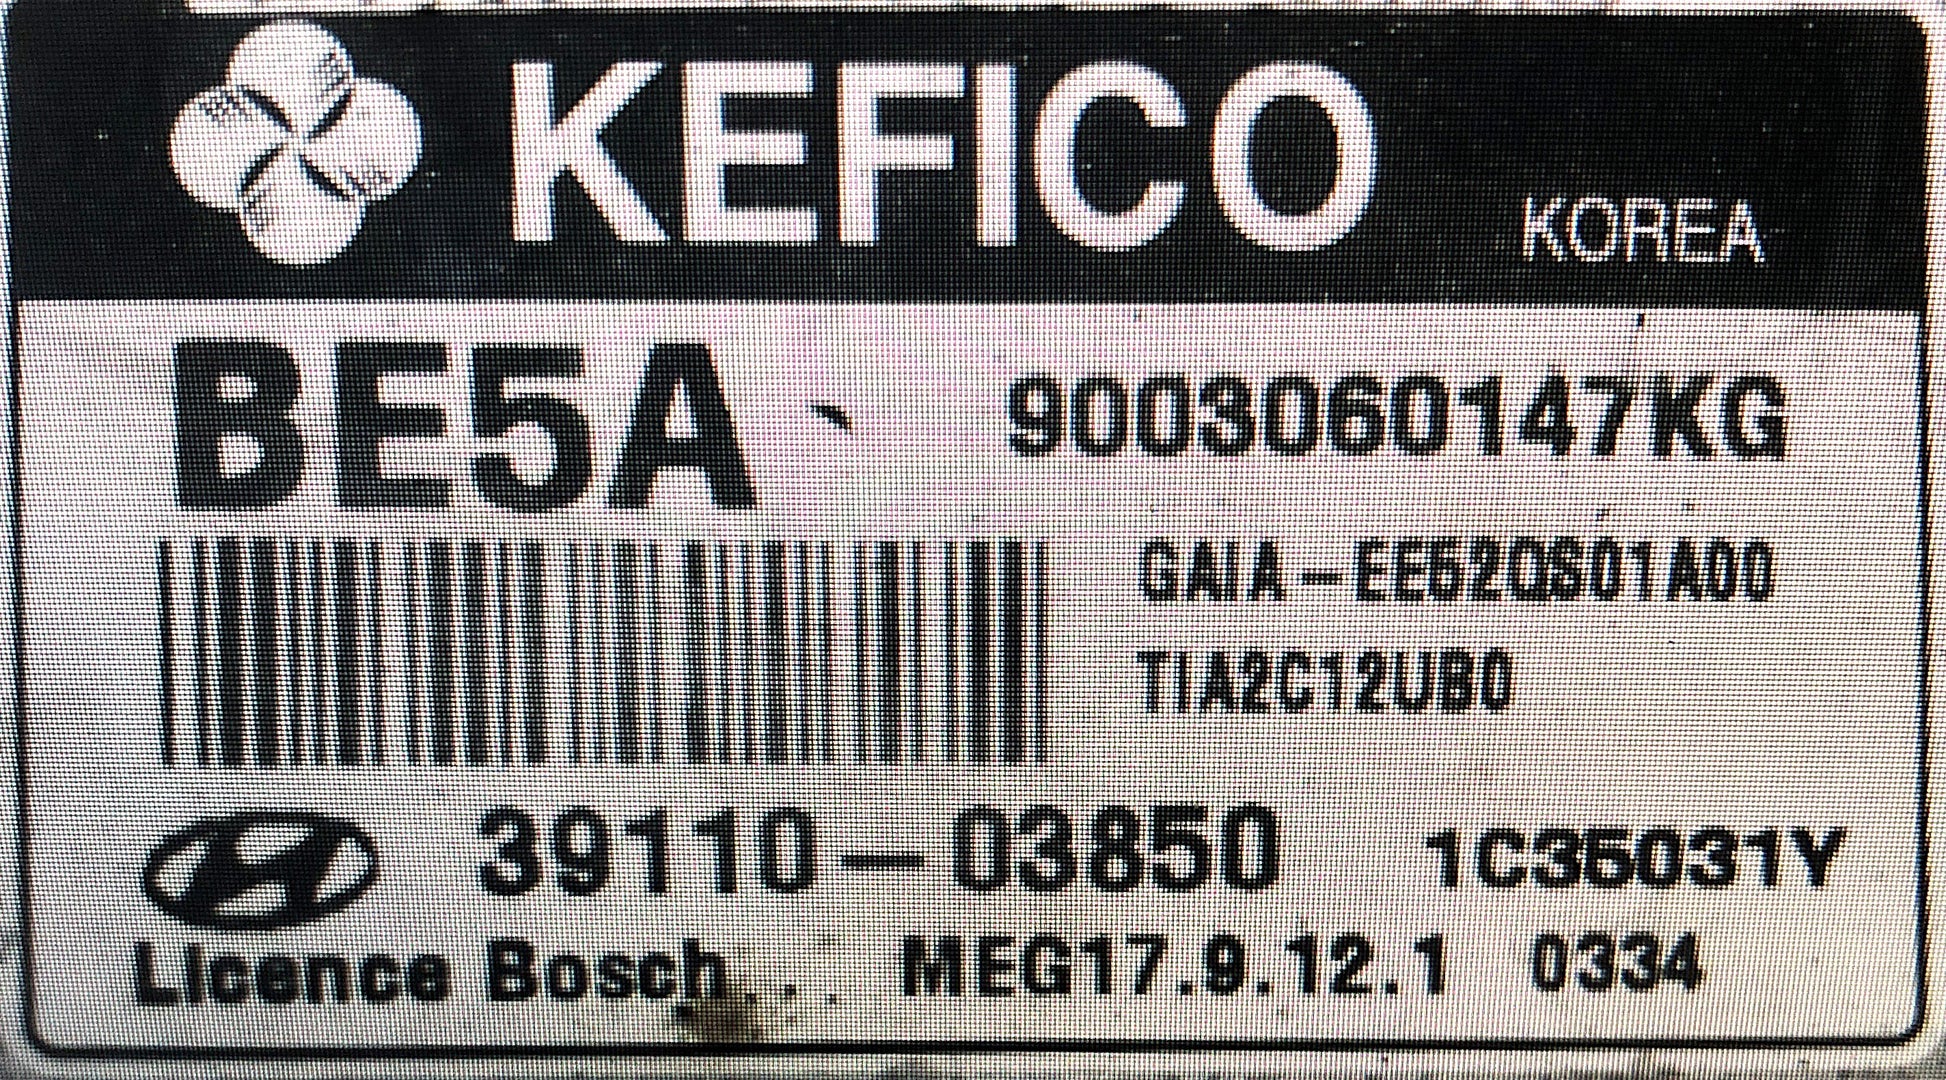 KEFICO KOREA
BE5A 9003060147KG
GAIA-EE52QS01A00
TIA2C12UB0
39110-03850 1C35031Y
Licence Bosch MEG17.9.12.1 0334